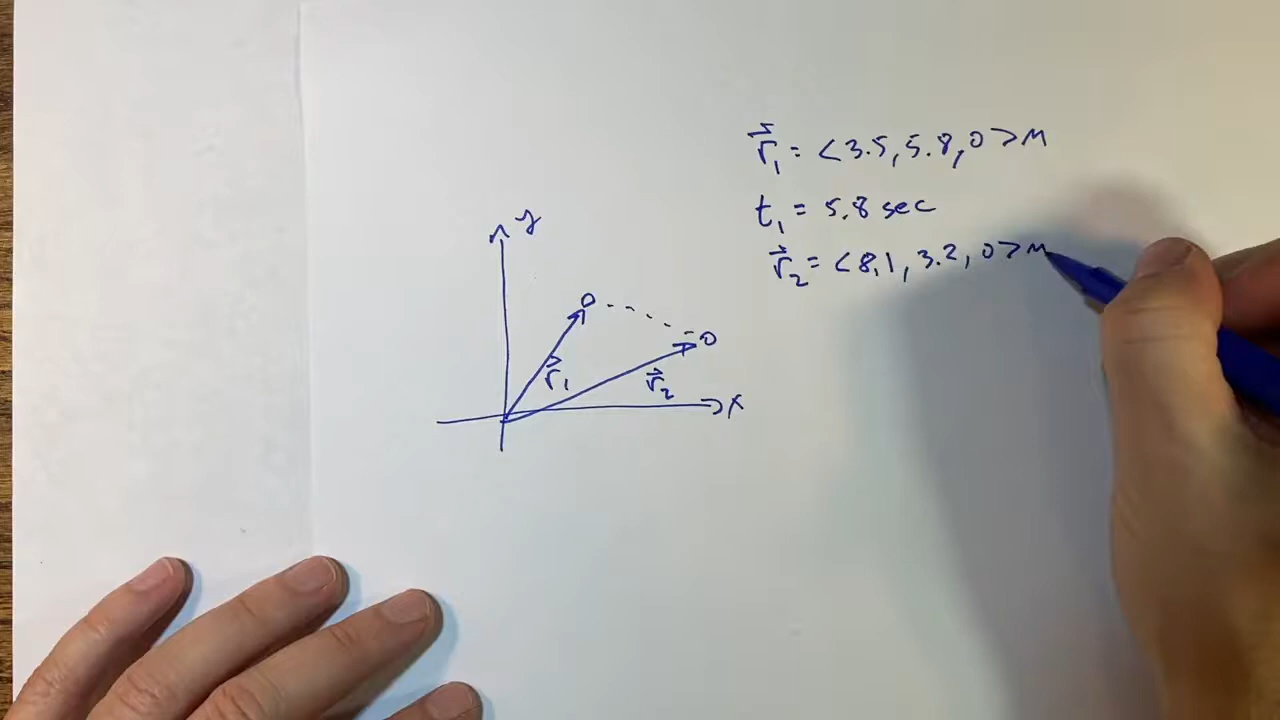 r⃗₁ = <3.5, 5.8, 0> m
t₁ = 5.8 sec
r⃗₂ = <8.1, 3.2, 0> m
y
r⃗₁
r⃗₂
x